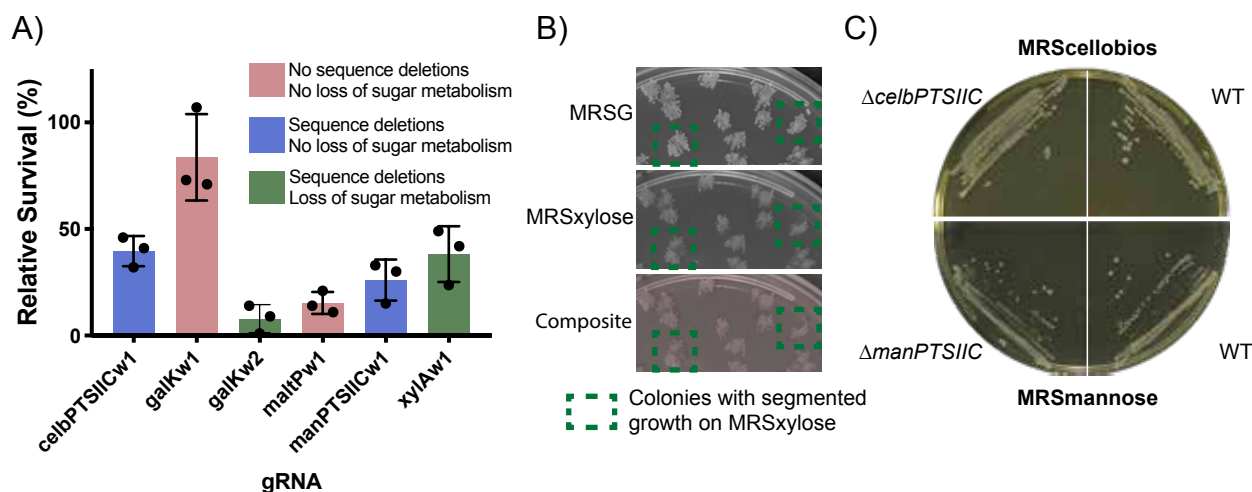 A)
Relative Survival (%)
100
50
0
No sequence deletions
No loss of sugar metabolism
Sequence deletions
No loss of sugar metabolism
Sequence deletions
Loss of sugar metabolism
celbPTSIICw1
galKw1
galKw2
maltPw1
manPTSIICw1
xylAw1
gRNA
B)
MRSG
MRSxylose
Composite
Colonies with segmented
growth on MRSxylose
C)
MRScellobios
ΔcelbPTSIIC
WT
ΔmanPTSIIC
WT
MRSmannose